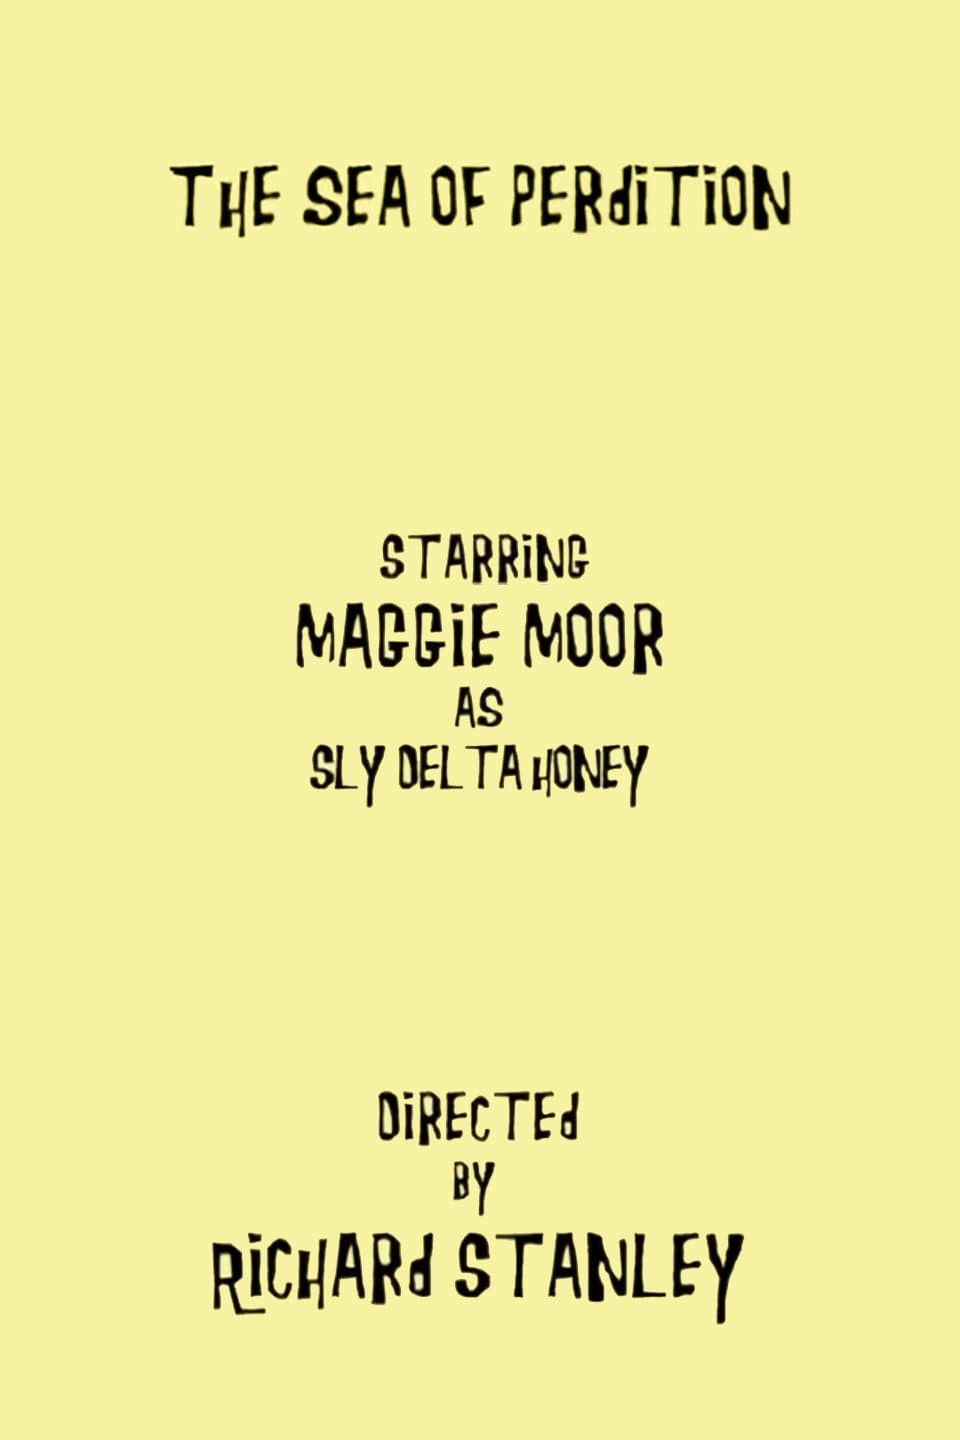 THE SEA OF PERdiTiON
STARRiNG
MAGGiE MOOR
AS
SLY DELTA HONEY
DiRECTEd
BY
RiCHARd STANLEY